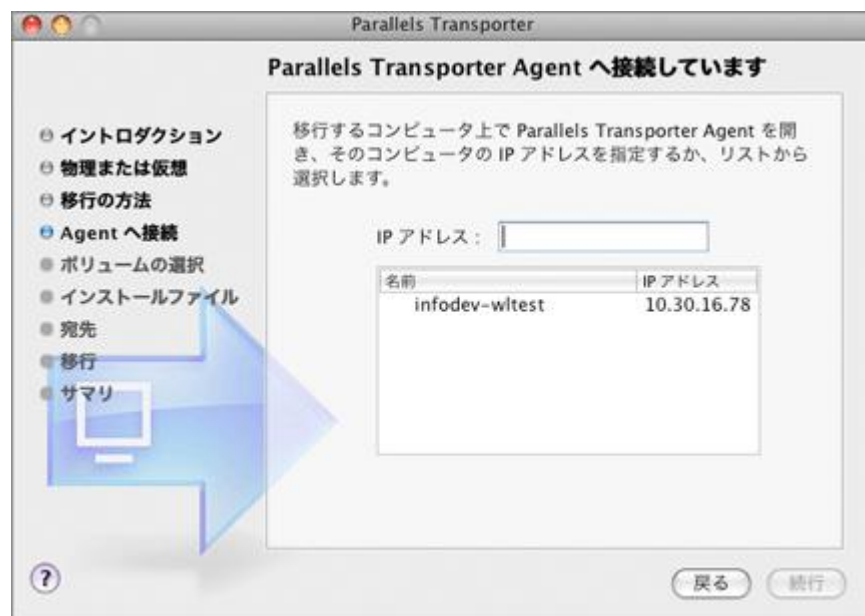 Parallels Transporter
Parallels Transporter Agent へ接続しています
イントロダクション
物理または仮想
移行の方法
Agent へ接続
ボリュームの選択
インストールファイル
宛先
移行
サマリ
移行するコンピュータ上で Parallels Transporter Agent を開
き、そのコンピュータの IP アドレスを指定するか、リストから
選択します。
IP アドレス：
名前 IP アドレス
infodev-wltest 10.30.16.78
?
戻る 続行